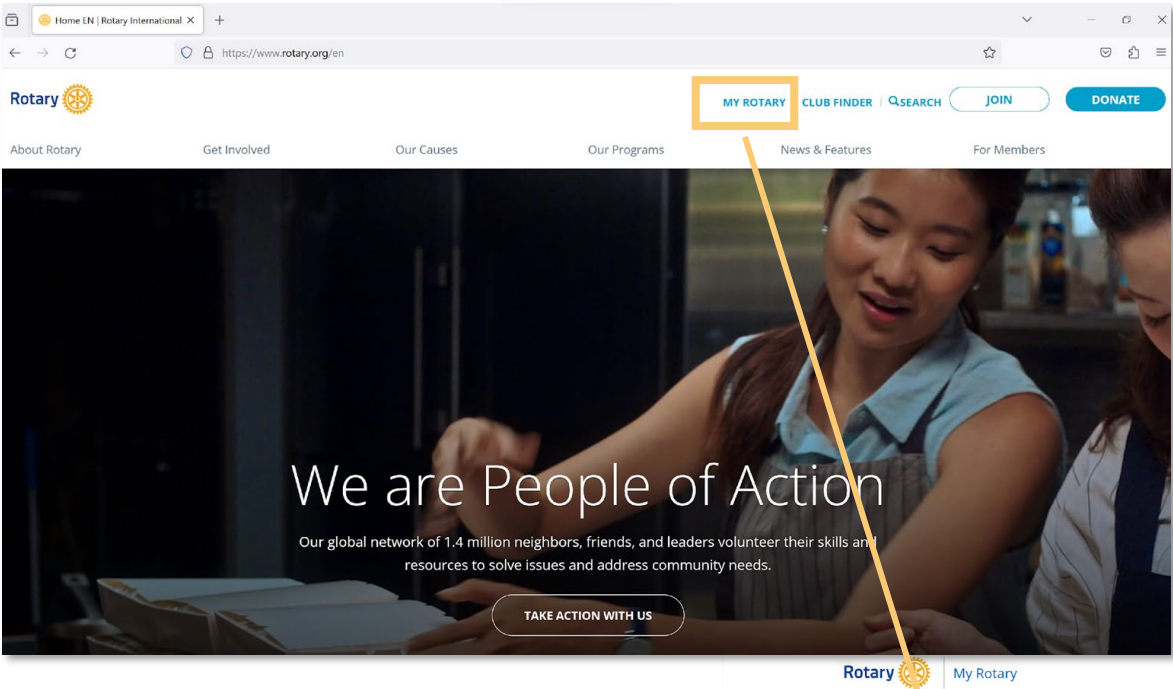 Home EN | Rotary International
https://www.rotary.org/en
Rotary
MY ROTARY CLUB FINDER | SEARCH JOIN DONATE
About Rotary Get Involved Our Causes Our Programs News & Features For Members
We are People of Action
Our global network of 1.4 million neighbors, friends, and leaders volunteer their skills and
resources to solve issues and address community needs.
TAKE ACTION WITH US
Rotary | My Rotary